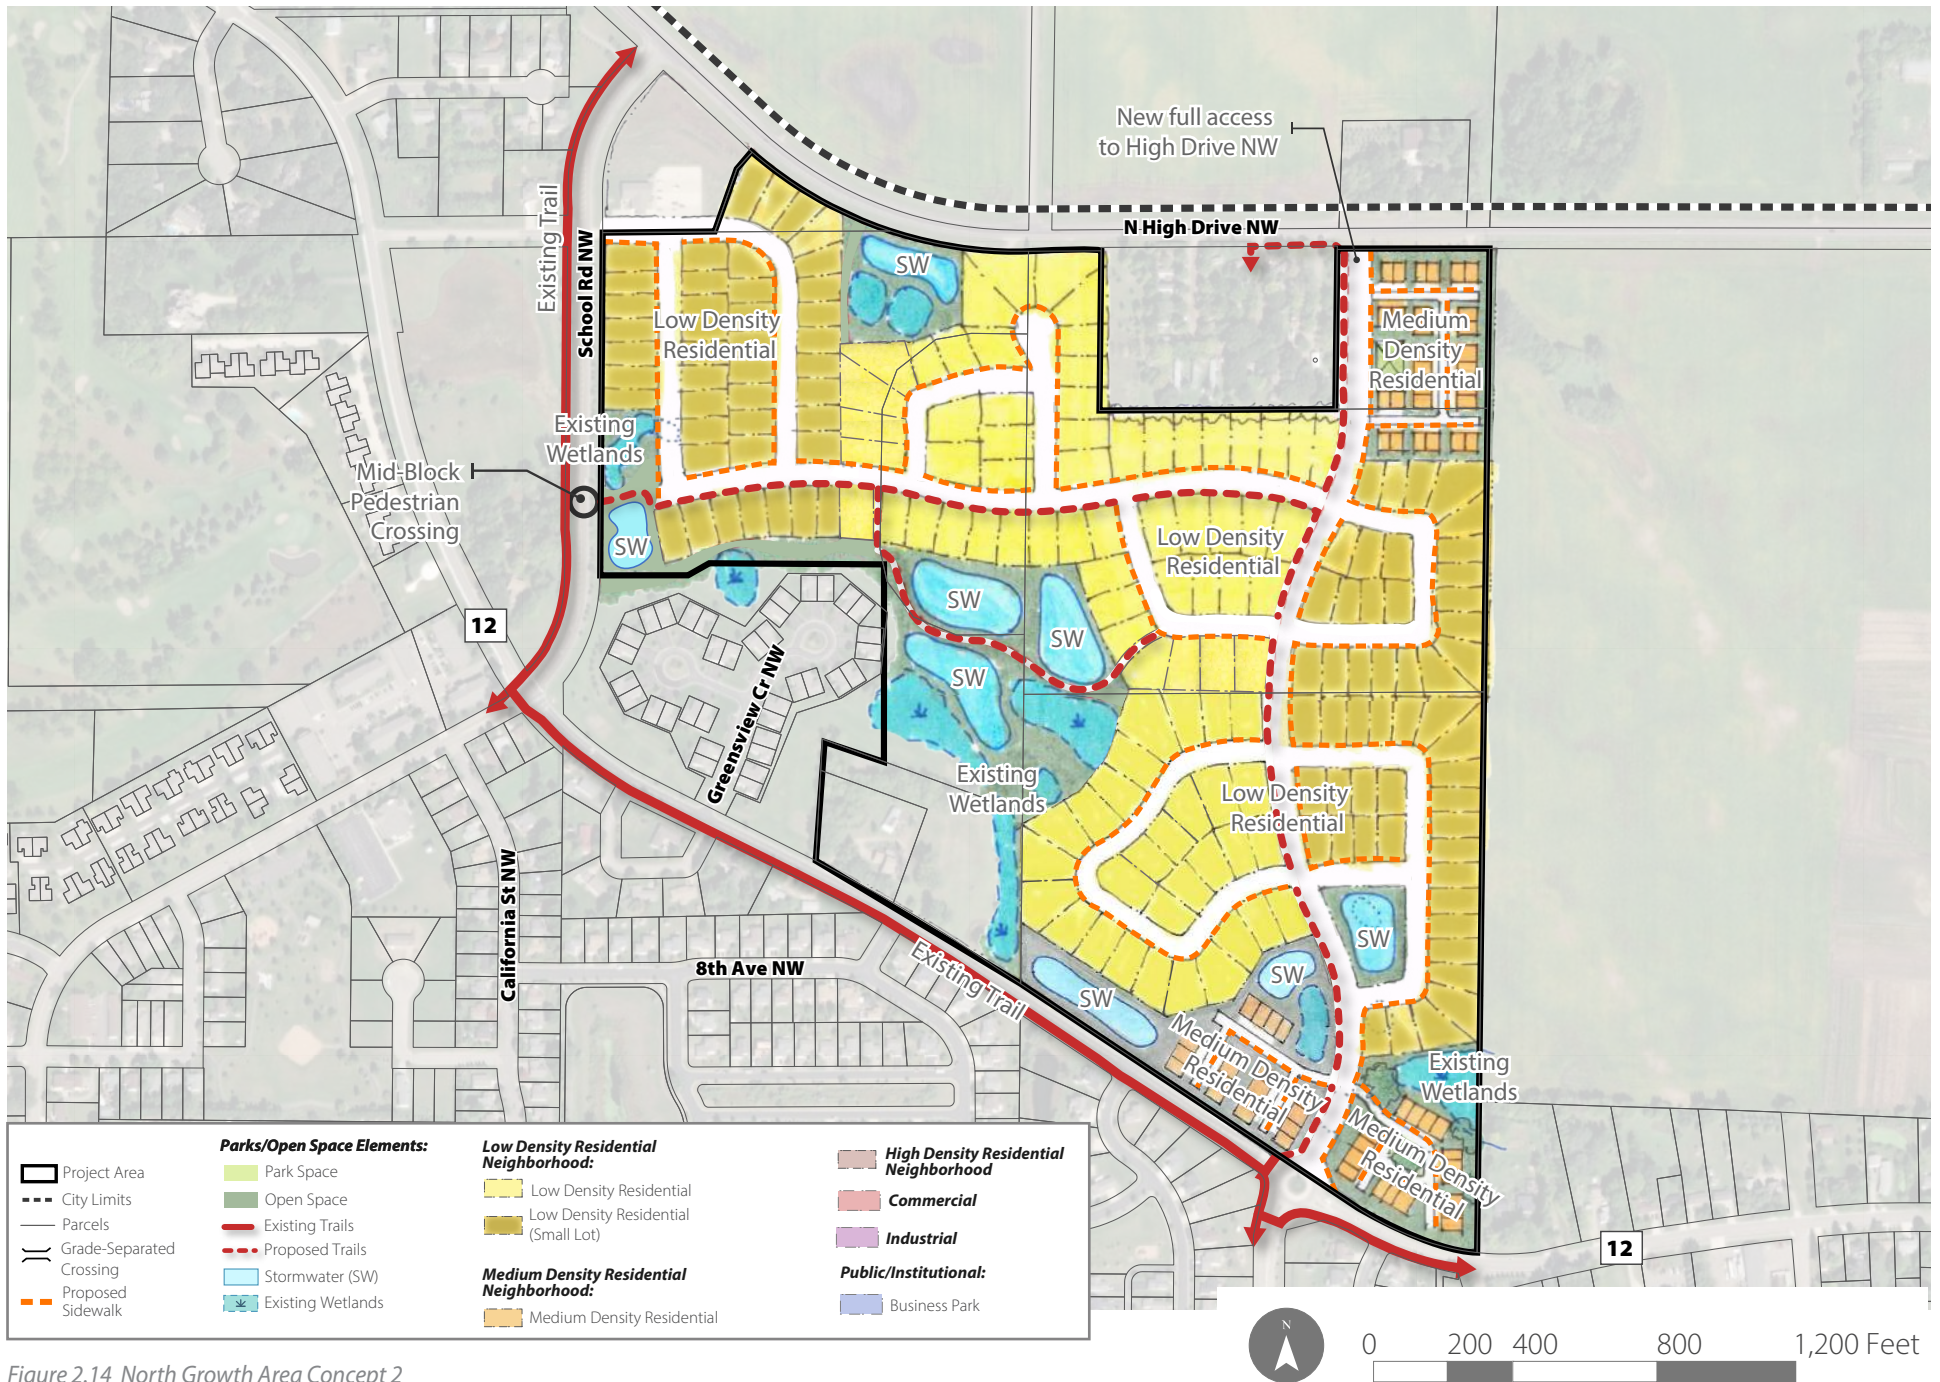 New full access
to High Drive NW
N High Drive NW
Existing Trail
School Rd NW
SW
Low Density
Residential
Medium
Density
Residential
Existing
Wetlands
Mid-Block
Pedestrian
Crossing
SW
Low Density
Residential
SW
SW
SW
12
Greensview Cr NW
Existing
Wetlands
Low Density
Residential
California St NW
8th Ave NW
Existing Trail
SW
SW
SW
Medium Density
Residential
Existing
Wetlands
Medium Density
Residential
12
Project Area
City Limits
Parcels
Grade-Separated
Crossing
Proposed
Sidewalk
Parks/Open Space Elements:
Park Space
Open Space
Existing Trails
Proposed Trails
Stormwater (SW)
Existing Wetlands
Low Density Residential
Neighborhood:
Low Density Residential
Low Density Residential
(Small Lot)
Medium Density Residential
Neighborhood:
Medium Density Residential
High Density Residential
Neighborhood
Commercial
Industrial
Public/Institutional:
Business Park
N
0 200 400 800 1,200 Feet
Figure 2.14 North Growth Area Concept 2